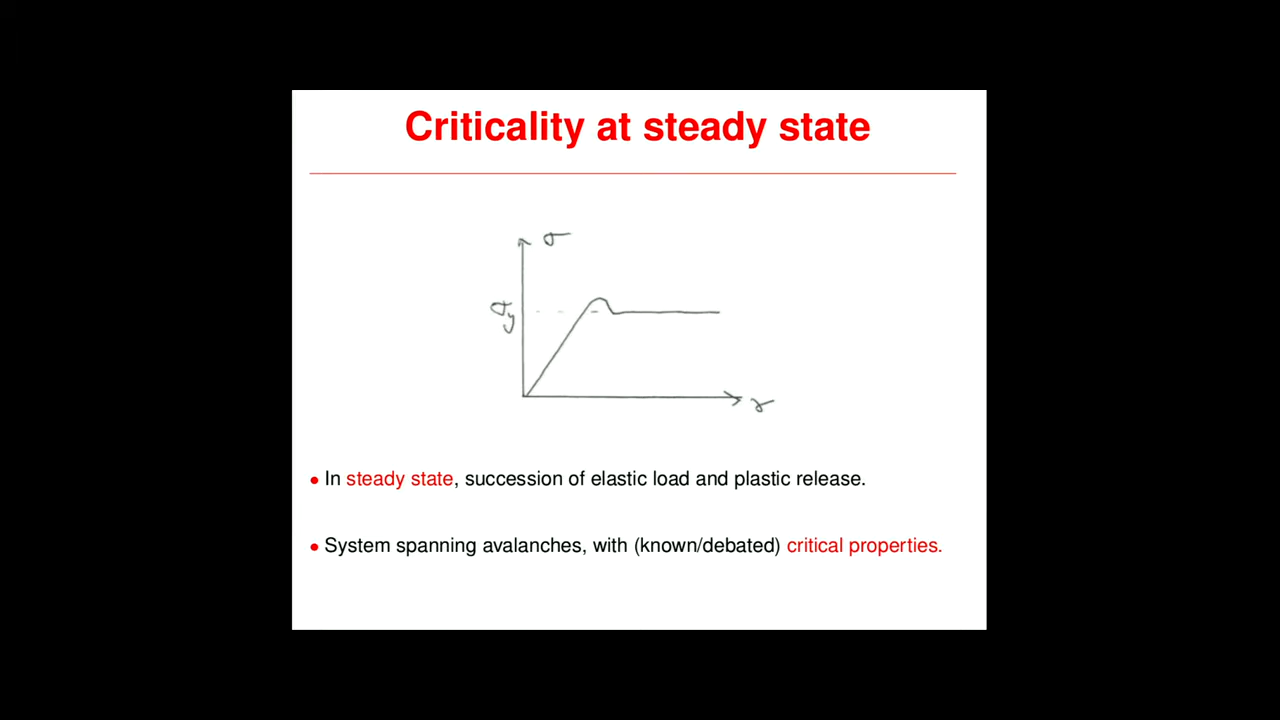 Criticality at steady state
σ
σy
γ
• In steady state, succession of elastic load and plastic release.
• System spanning avalanches, with (known/debated) critical properties.